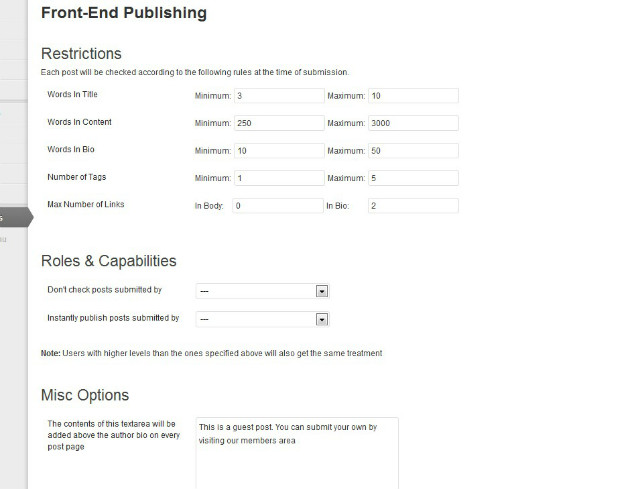 Front-End Publishing
Restrictions
Each post will be checked according to the following rules at the time of submission.
Words In Title Minimum: 3 Maximum: 10
Words In Content Minimum: 250 Maximum: 3000
Words In Bio Minimum: 10 Maximum: 50
Number of Tags Minimum: 1 Maximum: 5
Max Number of Links In Body: 0 In Bio: 2
Roles & Capabilities
Don't check posts submitted by ---
Instantly publish posts submitted by ---
Note: Users with higher levels than the ones specified above will also get the same treatment
Misc Options
The contents of this textarea will be
added above the author bio on every
post page
This is a guest post. You can submit your own by
visiting our members area